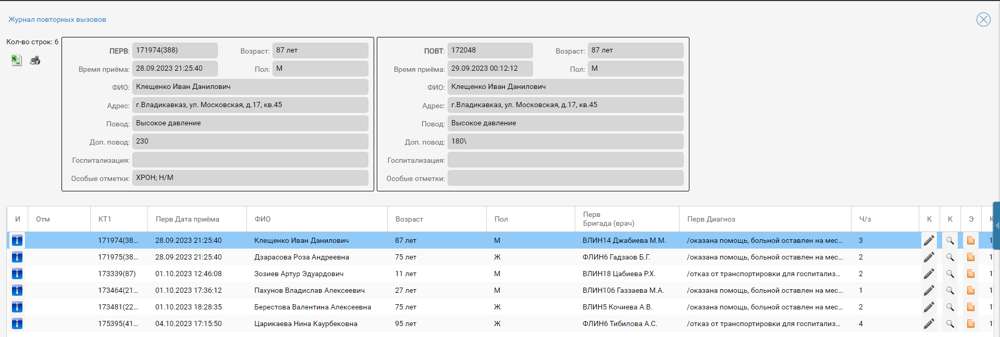 Журнал повторных вызовов
Кол-во строк: 6
ПЕРВ: 171974(388) Возраст: 87 лет
Время приёма: 28.09.2023 21:25:40 Пол: М
ФИО: Клещенко Иван Данилович
Адрес: г.Владикавказ, ул. Московская, д.17, кв.45
Повод: Высокое давление
Доп. повод: 230
Госпитализация:
Особые отметки: ХРОН; Н/М
ПОВТ: 172048 Возраст: 87 лет
Время приёма: 29.09.2023 00:12:12 Пол: М
ФИО: Клещенко Иван Данилович
Адрес: г.Владикавказ, ул. Московская, д.17, кв.45
Повод: Высокое давление
Доп. повод: 180\
Госпитализация:
Особые отметки:
И Отм КТ1 Перв Дата приёма ФИО Возраст Пол Перв Бригада (врач) Перв Диагноз Ч/з К К Э
171974(38... 28.09.2023 21:25:40 Клещенко Иван Данилович 87 лет М ВЛИН14 Джабиева М.М. /оказана помощь, больной оставлен на мес... 3
171975(38... 28.09.2023 21:25:40 Дзарасова Роза Андреевна 75 лет Ж ФЛИН6 Гадзаов Б.Г. /оказана помощь, больной оставлен на мес... 2
173339(87) 01.10.2023 12:46:08 Зозиев Артур Эдуардович 11 лет М ВЛИН18 Цабиева Р.Х. /отказ от транспортировки для госпитализ... 2
173464(21... 01.10.2023 17:36:12 Пахунов Владислав Алексеевич 27 лет М ВЛИН106 Газзаева М.А. /оказана помощь, больной оставлен на мес... 1
173481(22... 01.10.2023 18:28:35 Берестова Валентина Алексеевна 75 лет Ж ВЛИН5 Кочиева А.В. /оказана помощь, больной оставлен на мес... 2
175395(41... 04.10.2023 17:15:50 Царикаева Нина Каурбековна 95 лет Ж ФЛИН6 Тибилова А.С. /отказ от транспортировки для госпитализ... 4